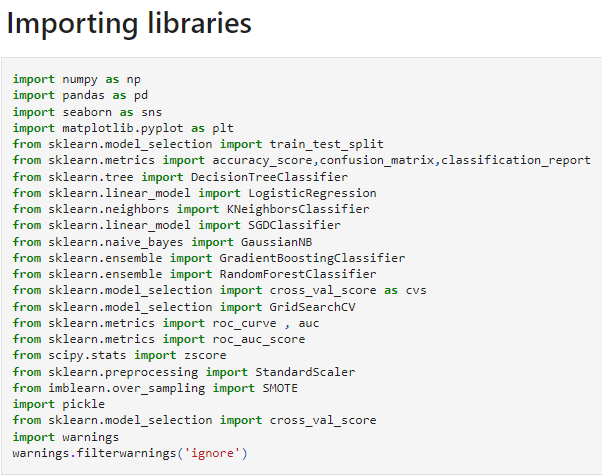 Importing libraries
import numpy as np
import pandas as pd
import seaborn as sns
import matplotlib.pyplot as plt
from sklearn.model_selection import train_test_split
from sklearn.metrics import accuracy_score,confusion_matrix,classification_report
from sklearn.tree import DecisionTreeClassifier
from sklearn.linear_model import LogisticRegression
from sklearn.neighbors import KNeighborsClassifier
from sklearn.linear_model import SGDClassifier
from sklearn.naive_bayes import GaussianNB
from sklearn.ensemble import GradientBoostingClassifier
from sklearn.ensemble import RandomForestClassifier
from sklearn.model_selection import cross_val_score as cvs
from sklearn.model_selection import GridSearchCV
from sklearn.metrics import roc_curve , auc
from sklearn.metrics import roc_auc_score
from scipy.stats import zscore
from sklearn.preprocessing import StandardScaler
from imblearn.over_sampling import SMOTE
import pickle
from sklearn.model_selection import cross_val_score
import warnings
warnings.filterwarnings('ignore')